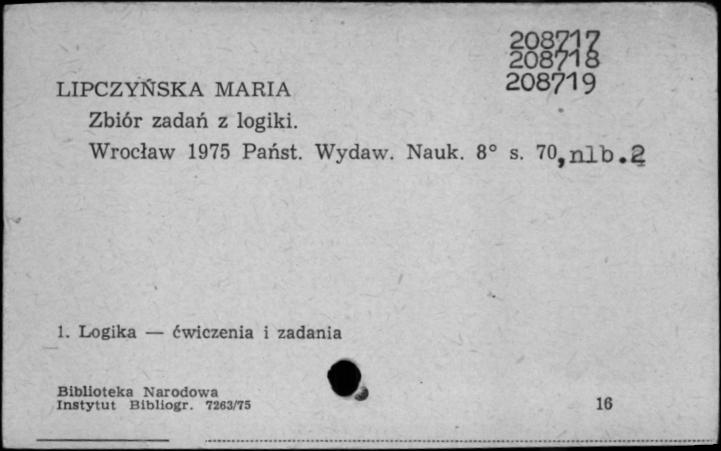 208717
208718
208719
LIPCZYŃSKA MARIA
Zbiór zadań z logiki.
Wrocław 1975 Państ. Wydaw. Nauk. 8° s. 70, nlb. 2
1. Logika — ćwiczenia i zadania
Biblioteka Narodowa
Instytut Bibliogr. 7263/75
16